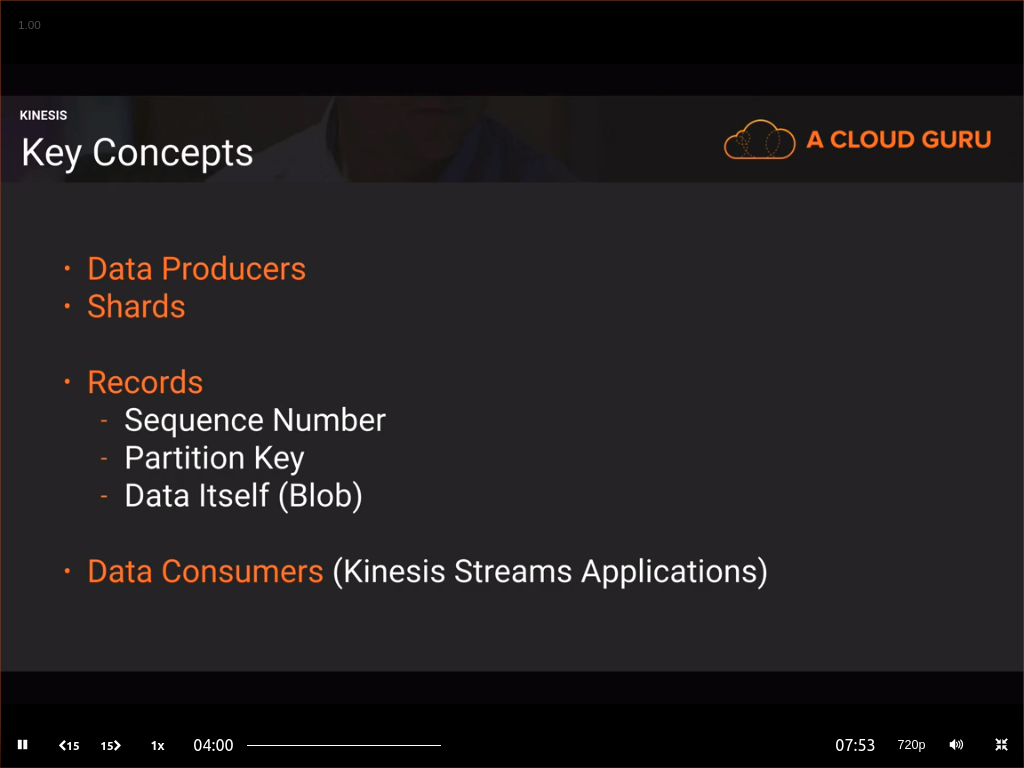 1.00
KINESIS
Key Concepts
A CLOUD GURU
· Data Producers
· Shards
· Records
- Sequence Number
- Partition Key
- Data Itself (Blob)
· Data Consumers (Kinesis Streams Applications)
15 15 1x 04:00 07:53 720p